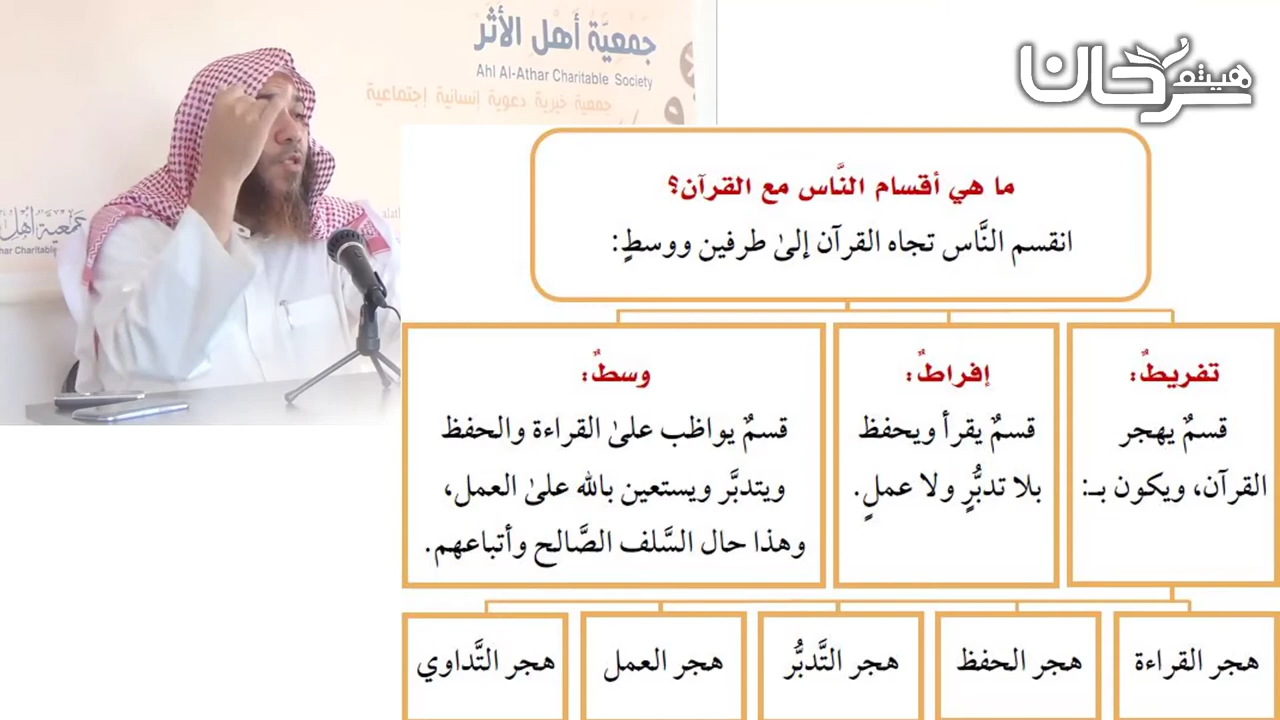 جمعيَّة أهل الأثر
Ahl Al-Athar Charitable Society
جمعية خيرية دعوية إنسانية إجتماعية
هيثم سرحان
ما هي أقسام النَّاس مع القرآن؟
انقسم النَّاس تجاه القرآن إلىٰ طرفين ووسطٍ:
تفريطٌ:
قسمٌ يهجر
القرآن، ويكون بـ:
إفراطٌ:
قسمٌ يقرأ ويحفظ
بلا تدبُّرٍ ولا عملٍ.
وسطٌ:
قسمٌ يواظب علىٰ القراءة والحفظ
ويتدبَّر ويستعين بالله علىٰ العمل،
وهذا حال السَّلف الصَّالح وأتباعهم.
هجر القراءة
هجر الحفظ
هجر التَّدبُّر
هجر العمل
هجر التَّداوي